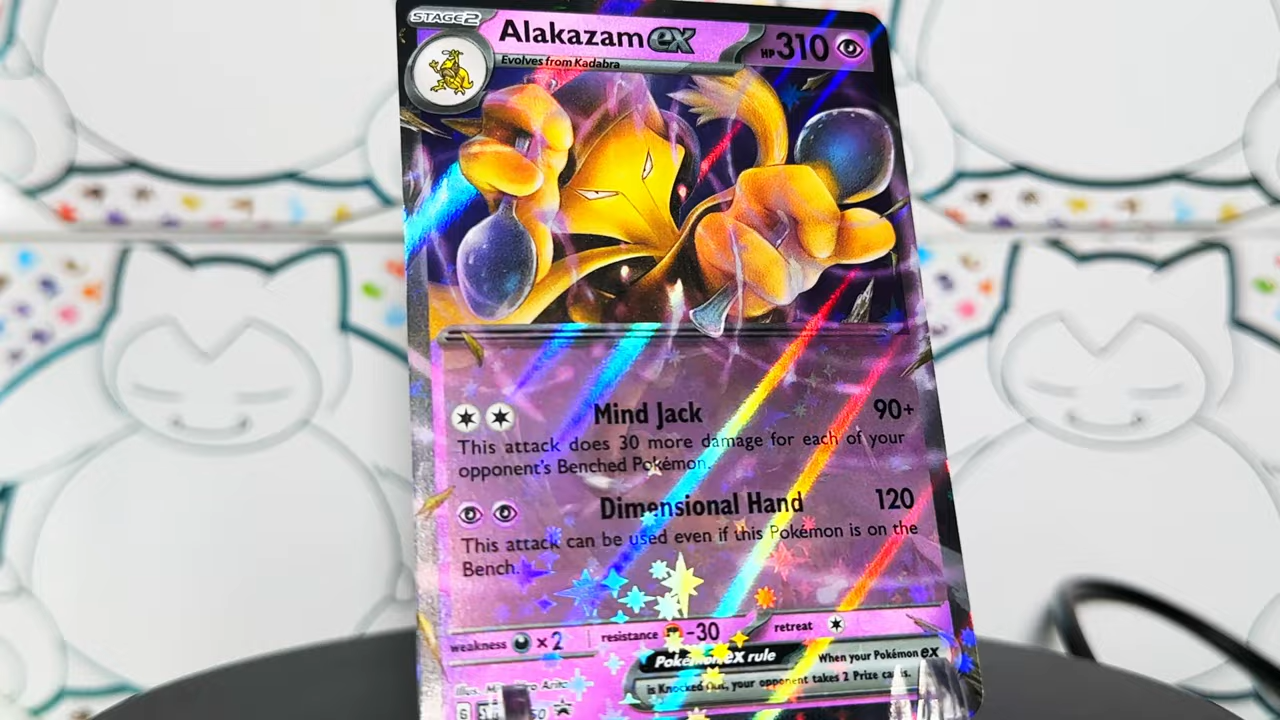 STAGE2
Alakazam ex
HP 310
Evolves from Kadabra
Mind Jack 90+
This attack does 30 more damage for each of your
opponent's Benched Pokémon.
Dimensional Hand 120
This attack can be used even if this Pokémon is on the
Bench.
weakness ×2 resistance -30 retreat
Pokémon ex rule
When your Pokémon ex
is Knocked Out, your opponent takes 2 Prize cards.
Illus.
G